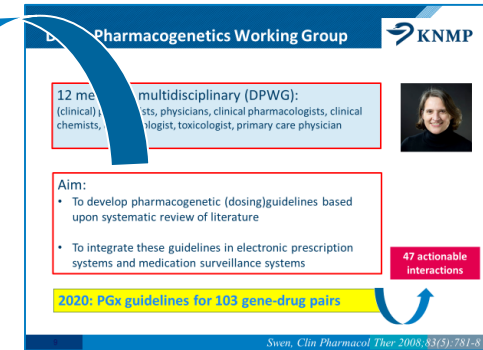 Pharmacogenetics Working Group
KNMP
12 multidisciplinary (DPWG):
(clinical) physicians, clinical pharmacologists, clinical
chemists, toxicologist, primary care physician
Aim:
• To develop pharmacogenetic (dosing)guidelines based
upon systematic review of literature
• To integrate these guidelines in electronic prescription
systems and medication surveillance systems
47 actionable
interactions
2020: PGx guidelines for 103 gene-drug pairs
Swen, Clin Pharmacol Ther 2008;83(5):781-8